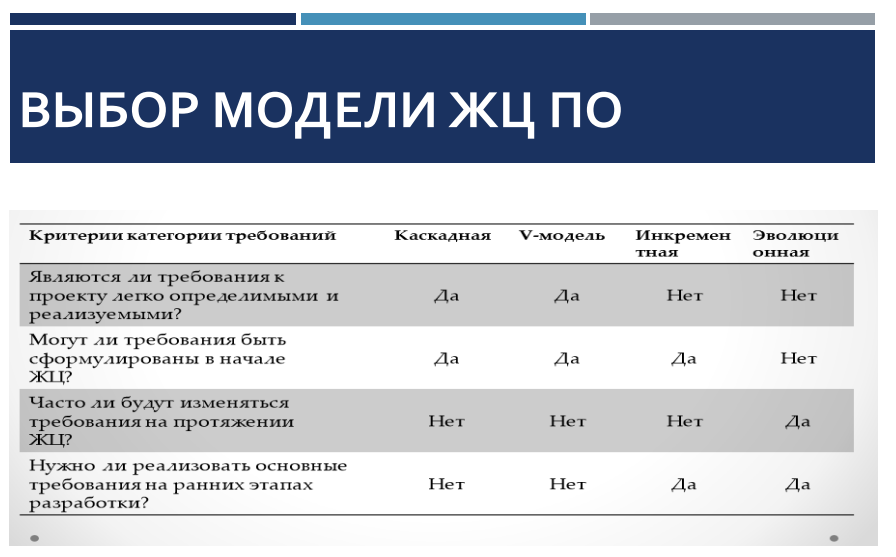 ВЫБОР МОДЕЛИ ЖЦ ПО
Критерии категории требований Каскадная V-модель Инкремен Эволюци
тная онная
Являются ли требования к
проекту легко определимыми и Да Да Нет Нет
реализуемыми?
Могут ли требования быть
сформулированы в начале Да Да Да Нет
ЖЦ?
Часто ли будут изменяться
требования на протяжении Нет Нет Нет Да
ЖЦ?
Нужно ли реализовать основные
требования на ранних этапах Нет Нет Да Да
разработки?